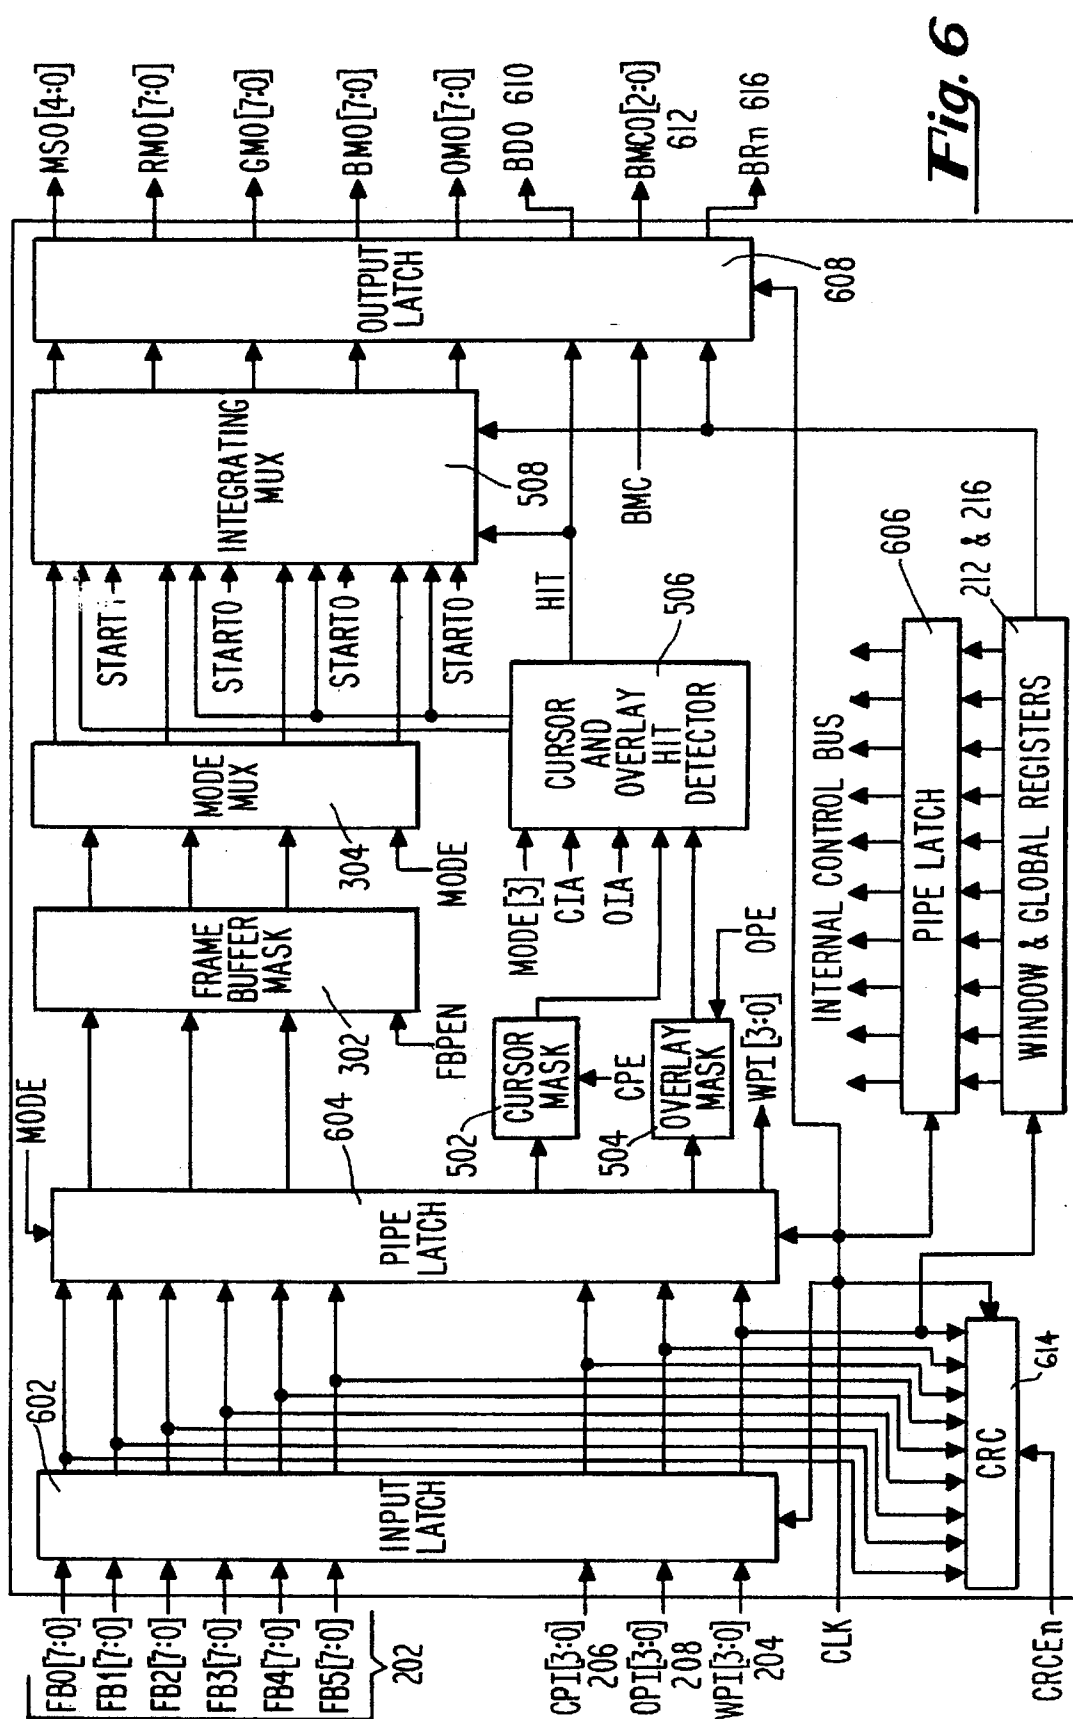 FB0[7:0]
FB1[7:0]
FB2[7:0]
FB3[7:0]
FB4[7:0]
FB5[7:0]
202
CPI[3:0]
206
OPI[3:0]
208
WPI[3:0]
204
CLK
CRCEn
602
INPUT
LATCH
CRC
614
MODE
PIPE
LATCH
604
502
CURSOR
MASK
CPE
504
OVERLAY
MASK
OPE
WPI[3:0]
FRAME
BUFFER
MASK
302
FBPEN
MODE
MUX
304
MODE
MODE[3]
CIA
OIA
CURSOR
AND
OVERLAY
HIT
DETECTOR
506
HIT
START1
START0
START0
START0
INTEGRATING
MUX
508
BMC
INTERNAL CONTROL BUS
PIPE LATCH
606
WINDOW & GLOBAL REGISTERS
212 & 216
OUTPUT
LATCH
608
MSO[4:0]
RMO[7:0]
GMO[7:0]
BMO[7:0]
OMO[7:0]
BDO 610
BMCO[2:0]
612
BRn 616
Fig. 6